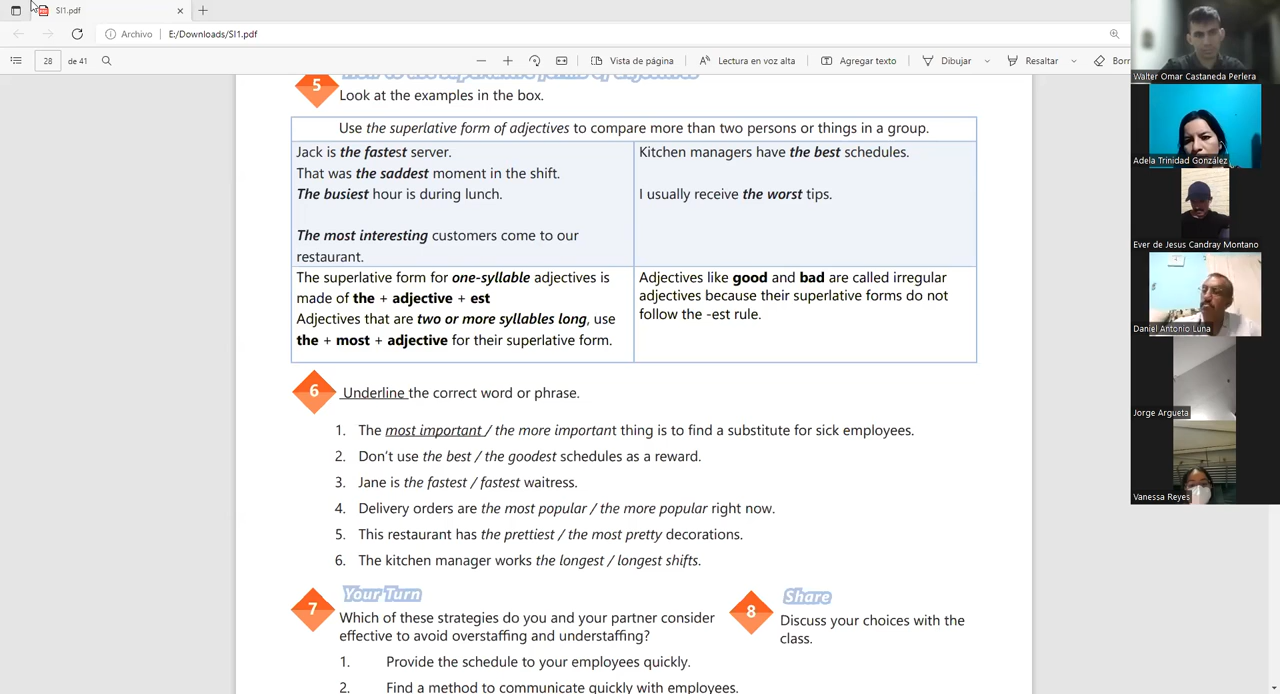 SI1.pdf
Archivo
E:/Downloads/SI1.pdf
28
de 41
Vista de página
Lectura en voz alta
Agregar texto
Dibujar
Resaltar
5
Look at the examples in the box.
Use the superlative form of adjectives to compare more than two persons or things in a group.
Jack is the fastest server.
That was the saddest moment in the shift.
The busiest hour is during lunch.
The most interesting customers come to our
restaurant.
Kitchen managers have the best schedules.
I usually receive the worst tips.
The superlative form for one-syllable adjectives is
made of the + adjective + est
Adjectives that are two or more syllables long, use
the + most + adjective for their superlative form.
Adjectives like good and bad are called irregular
adjectives because their superlative forms do not
follow the -est rule.
6
Underline the correct word or phrase.
1. The most important / the more important thing is to find a substitute for sick employees.
2. Don't use the best / the goodest schedules as a reward.
3. Jane is the fastest / fastest waitress.
4. Delivery orders are the most popular / the more popular right now.
5. This restaurant has the prettiest / the most pretty decorations.
6. The kitchen manager works the longest / longest shifts.
7
Your Turn
Which of these strategies do you and your partner consider
effective to avoid overstaffing and understaffing?
1. Provide the schedule to your employees quickly.
2. Find a method to communicate quickly with employees.
8
Share
Discuss your choices with the
class.
Walter Omar Castaneda Perlera
Adela Trinidad González
Ever de Jesus Candray Montano
Daniel Antonio Luna
Jorge Argueta
Vanessa Reyes